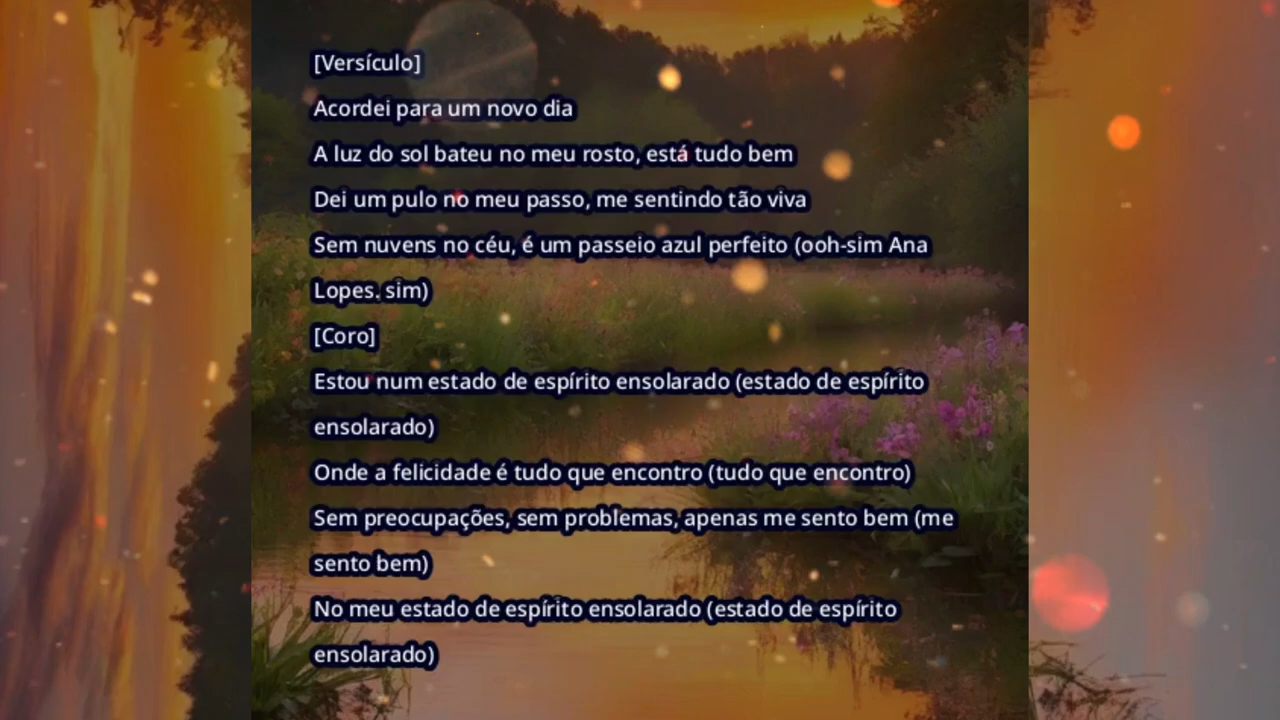 [Versículo]
Acordei para um novo dia
A luz do sol bateu no meu rosto, está tudo bem
Dei um pulo no meu passo, me sentindo tão viva
Sem nuvens no céu, é um passeio azul perfeito (ooh-sim Ana
Lopes. sim)
[Coro]
Estou num estado de espírito ensolarado (estado de espírito
ensolarado)
Onde a felicidade é tudo que encontro (tudo que encontro)
Sem preocupações, sem problemas, apenas me sento bem (me
sento bem)
No meu estado de espírito ensolarado (estado de espírito
ensolarado)